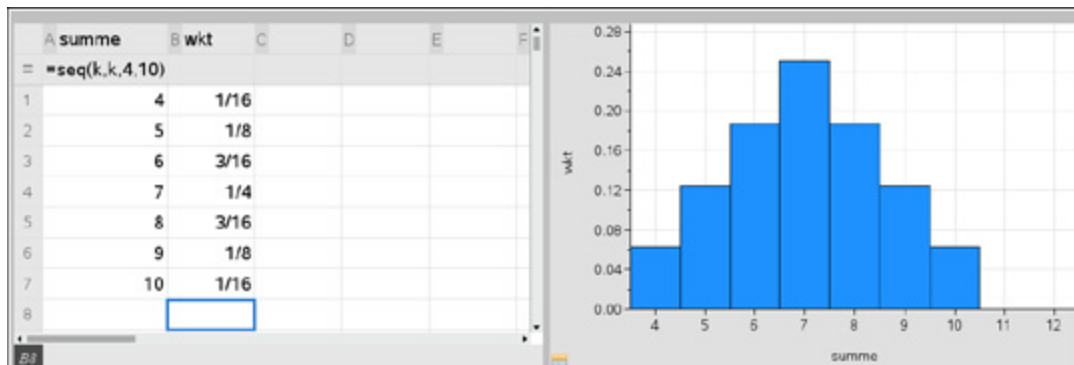 A summe B wkt C D E F
= =seq(k,k,4,10)
1 4 1/16
2 5 1/8
3 6 3/16
4 7 1/4
5 8 3/16
6 9 1/8
7 10 1/16
8
B8
0.28
0.24
0.20
0.16
0.12
0.08
0.04
0.00
wkt
4 5 6 7 8 9 10 11 12
summe